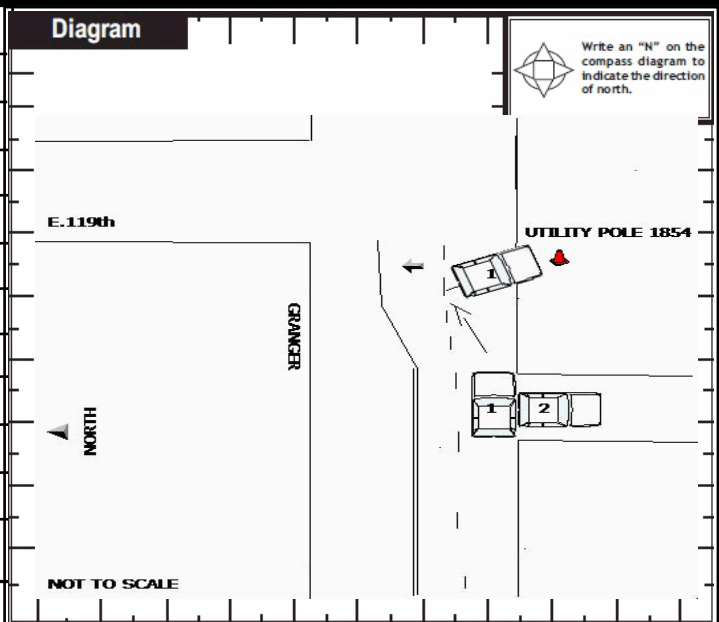 Diagram
Write an “N” on the
compass diagram to
indicate the direction
of north.
E.119th
UTILITY POLE 1854
1
GRANGER
1
2
NORTH
NOT TO SCALE